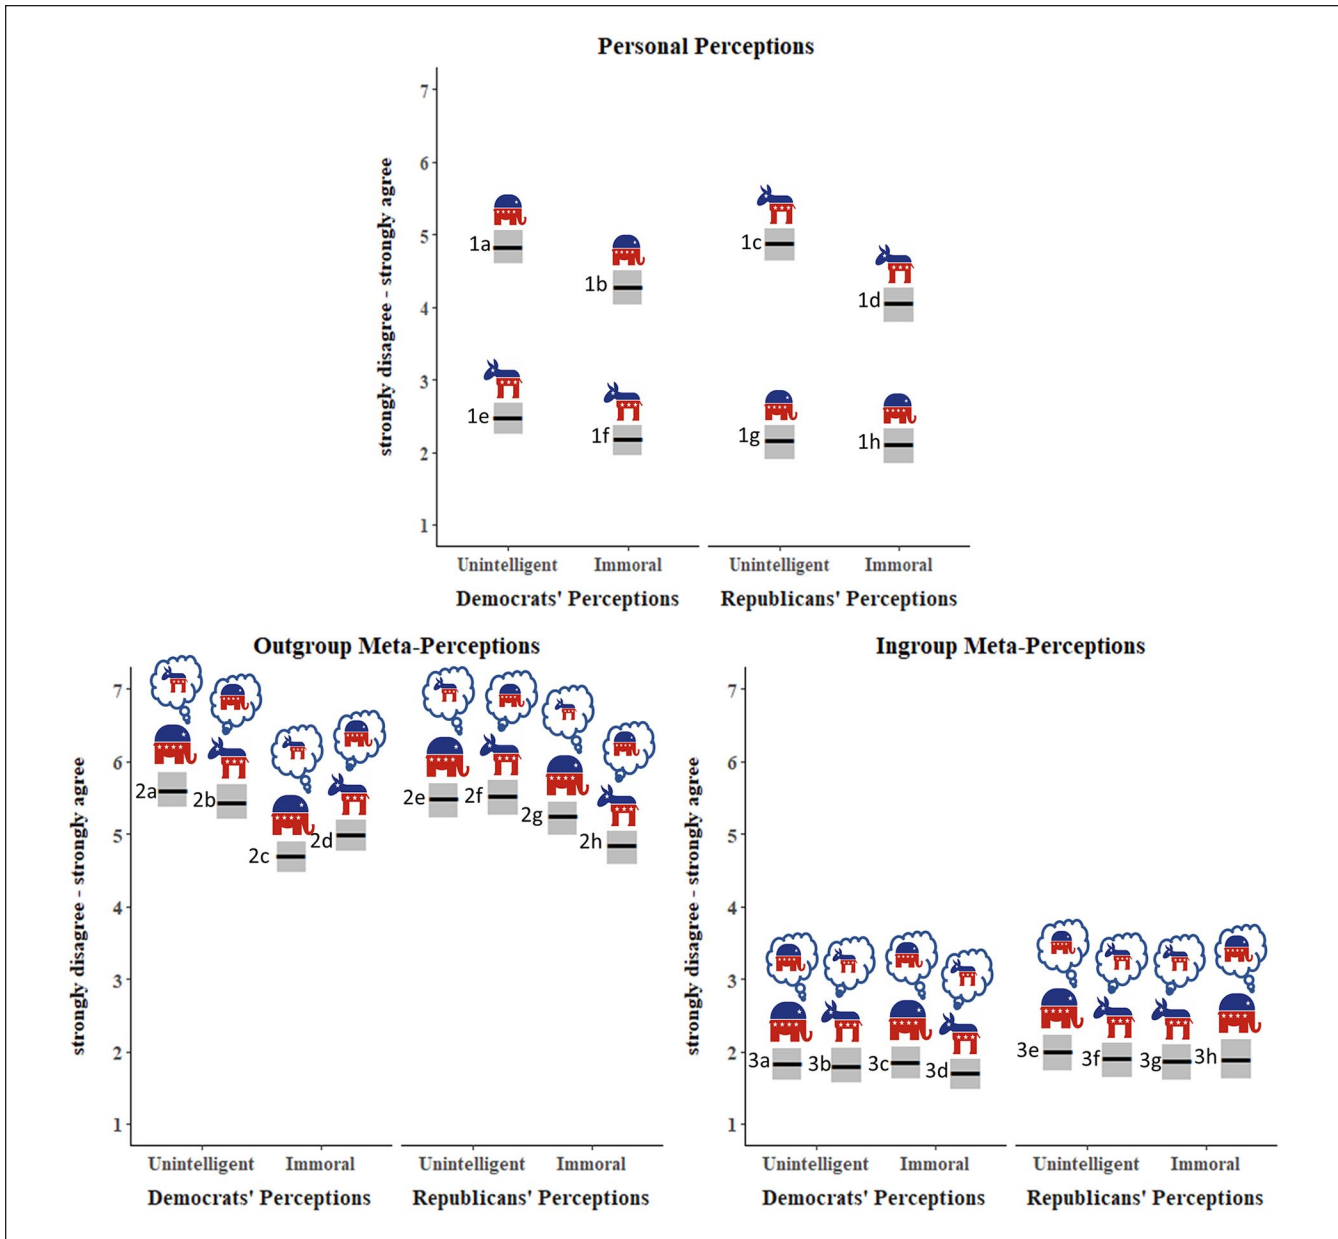 Personal Perceptions
strongly disagree - strongly agree
7
6
5
4
3
2
1
1a
1b
1c
1d
1e
1f
1g
1h
Unintelligent Immoral Unintelligent Immoral
Democrats' Perceptions Republicans' Perceptions
Outgroup Meta-Perceptions
strongly disagree - strongly agree
7
6
5
4
3
2
1
2a
2b
2c
2d
2e
2f
2g
2h
Unintelligent Immoral Unintelligent Immoral
Democrats' Perceptions Republicans' Perceptions
Ingroup Meta-Perceptions
strongly disagree - strongly agree
7
6
5
4
3
2
1
3a
3b
3c
3d
3e
3f
3g
3h
Unintelligent Immoral Unintelligent Immoral
Democrats' Perceptions Republicans' Perceptions